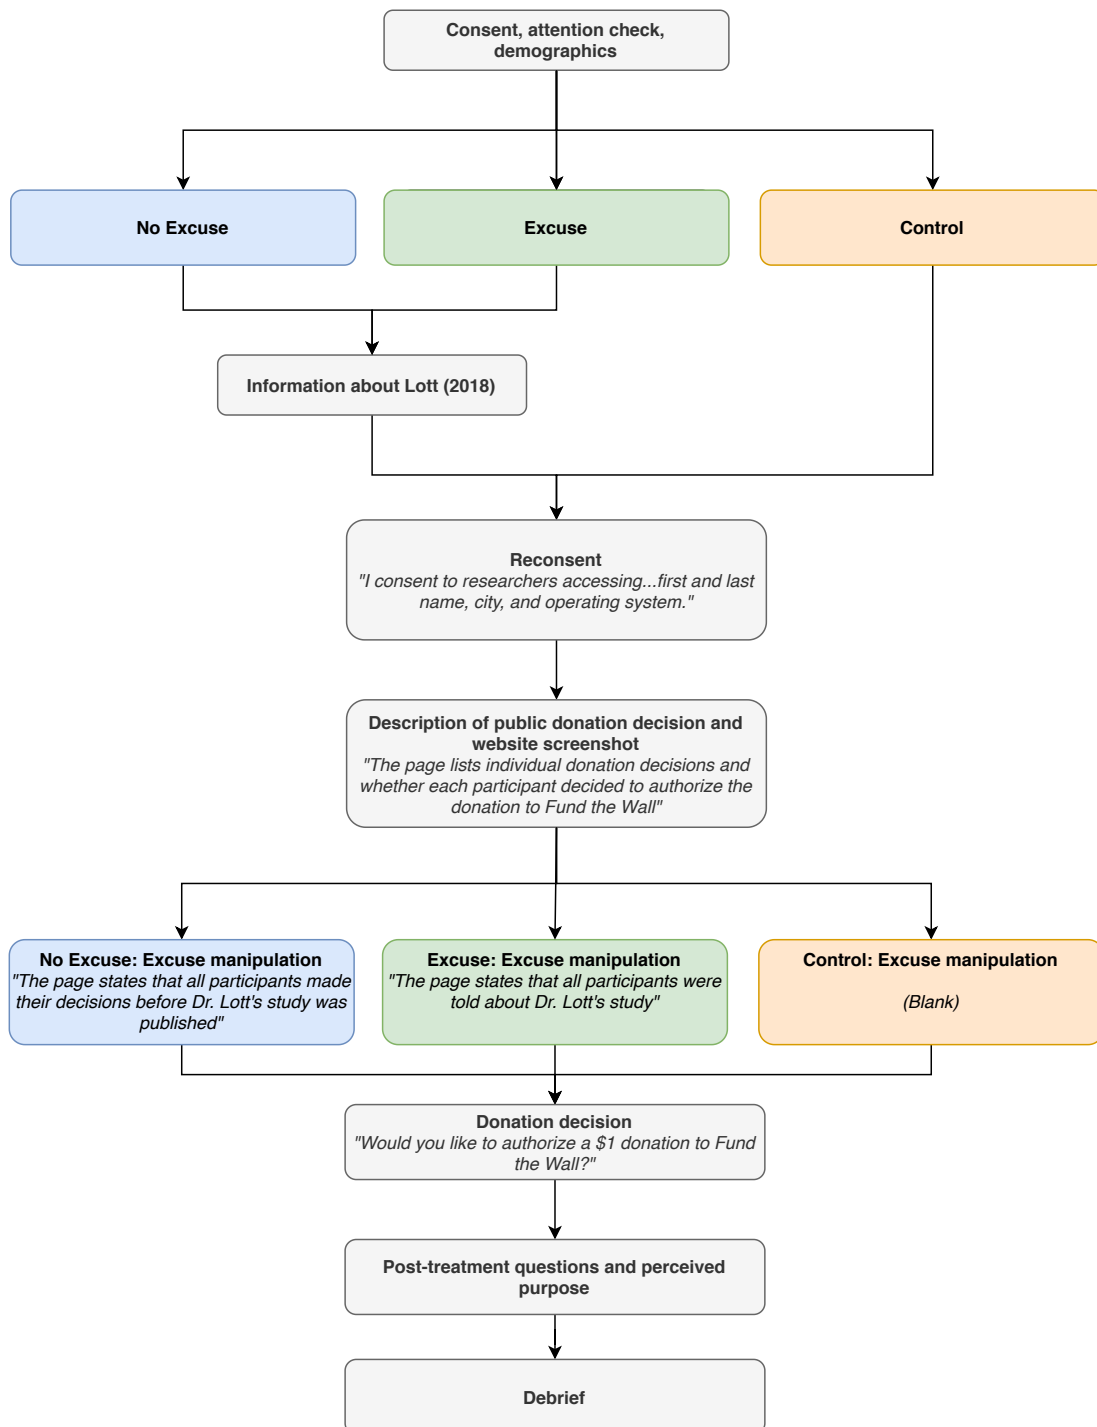 Consent, attention check,
demographics
No Excuse
Excuse
Control
Information about Lott (2018)
Reconsent
"I consent to researchers accessing...first and last
name, city, and operating system."
Description of public donation decision and
website screenshot
"The page lists individual donation decisions and
whether each participant decided to authorize the
donation to Fund the Wall"
No Excuse: Excuse manipulation
"The page states that all participants made
their decisions before Dr. Lott's study was
published"
Excuse: Excuse manipulation
"The page states that all participants were
told about Dr. Lott's study"
Control: Excuse manipulation
(Blank)
Donation decision
"Would you like to authorize a $1 donation to Fund
the Wall?"
Post-treatment questions and perceived
purpose
Debrief